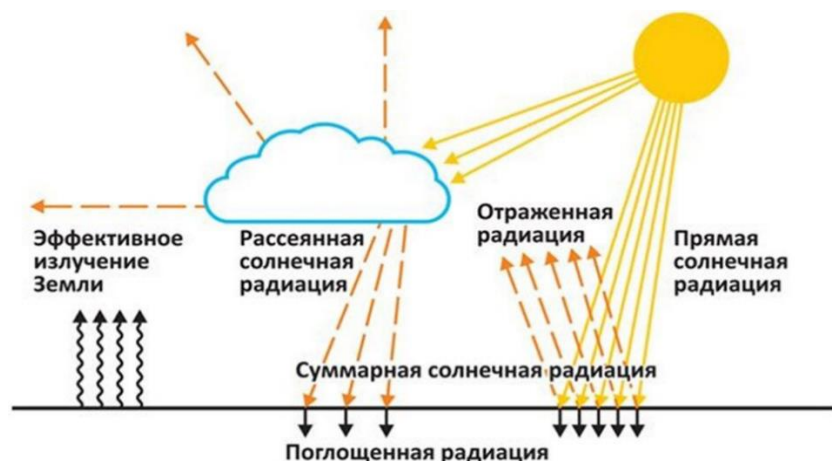 Эффективное
излучение
Земли
Рассеянная
солнечная
радиация
Отраженная
радиация
Прямая
солнечная
радиация
Суммарная солнечная радиация
Поглощенная радиация